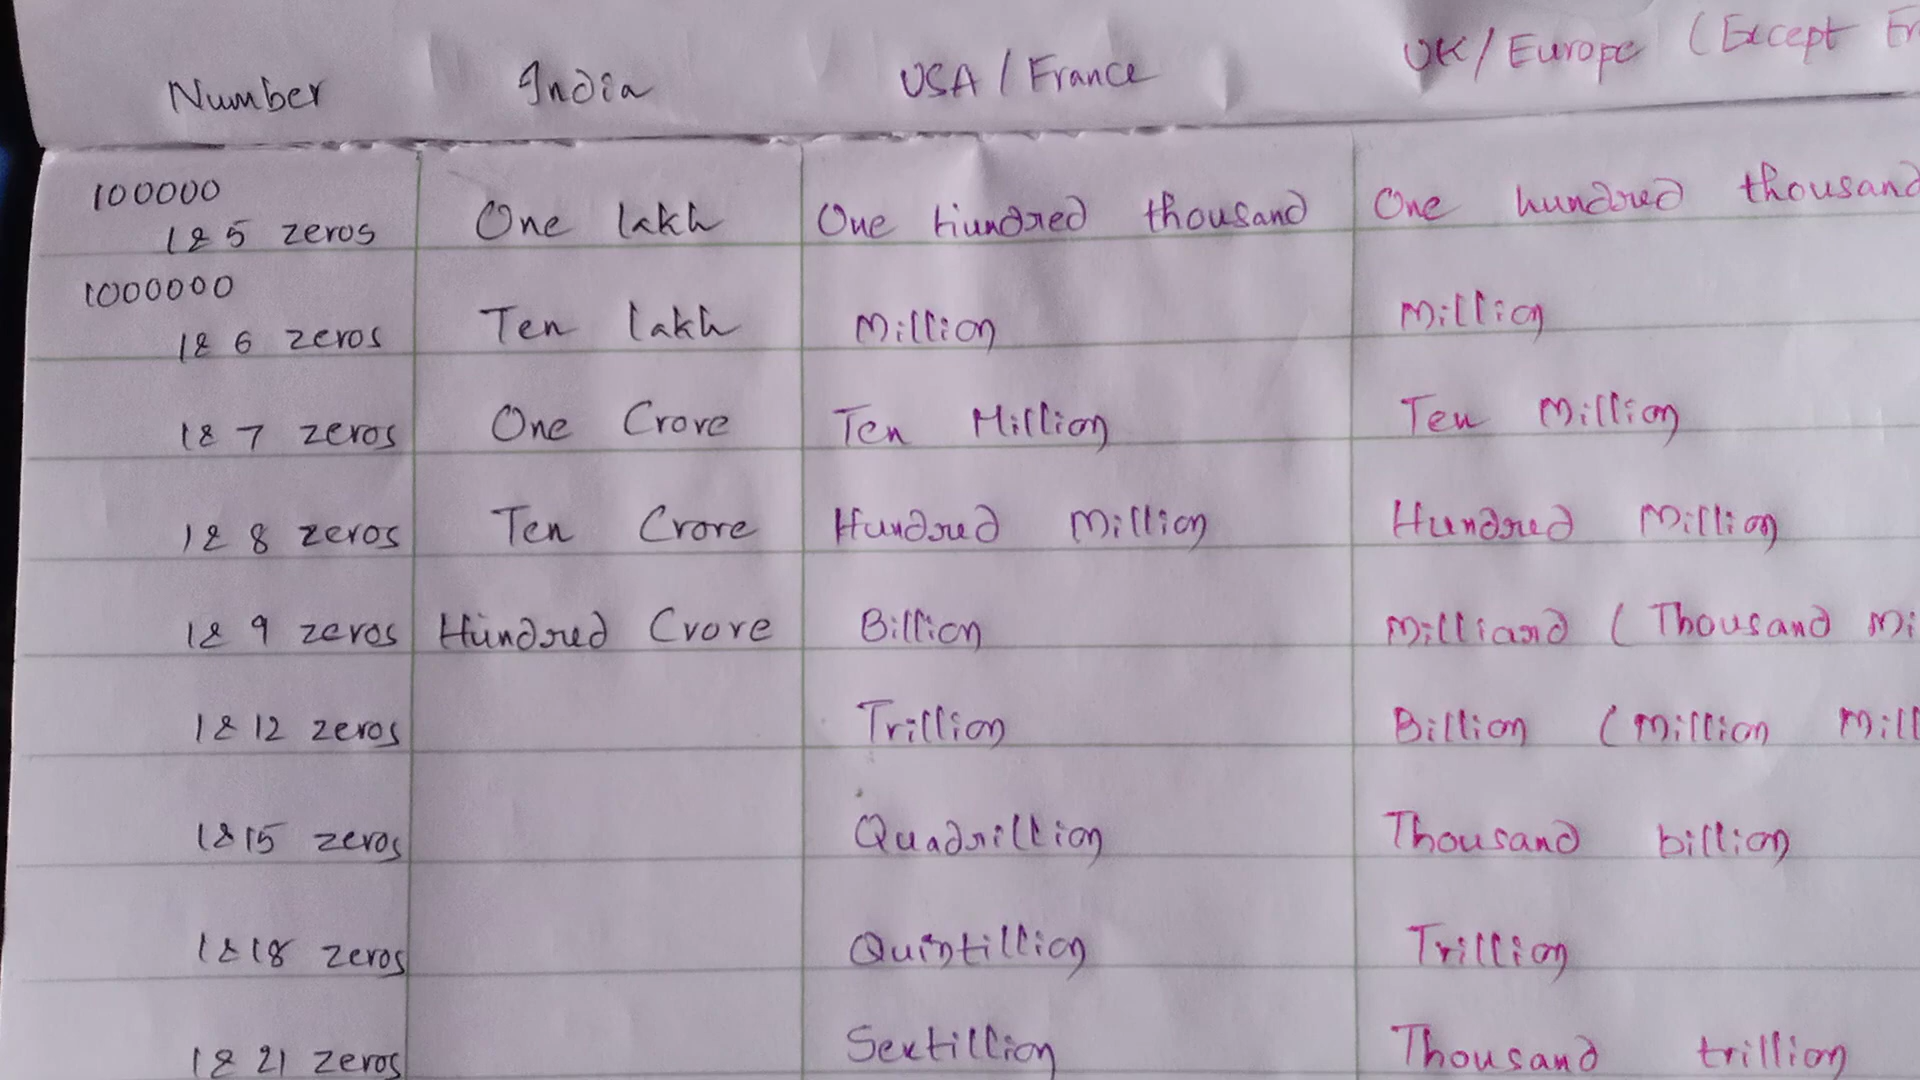 Number India USA / France UK/Europe (Except
100000
1 & 5 zeros One lakh One hundred thousand One hundred thousand
1000000
1 & 6 zeros Ten lakh Million Million
1 & 7 zeros One Crore Ten Million Ten Million
1 & 8 zeros Ten Crore Hundred Million Hundred Million
1 & 9 zeros Hundred Crore Billion Milliard (Thousand
1 & 12 zeros Trillion Billion (Million
1 & 15 zeros Quadrillion Thousand billion
1 & 18 zeros Quintillion Trillion
1 & 21 zeros Sextillion Thousand trillion